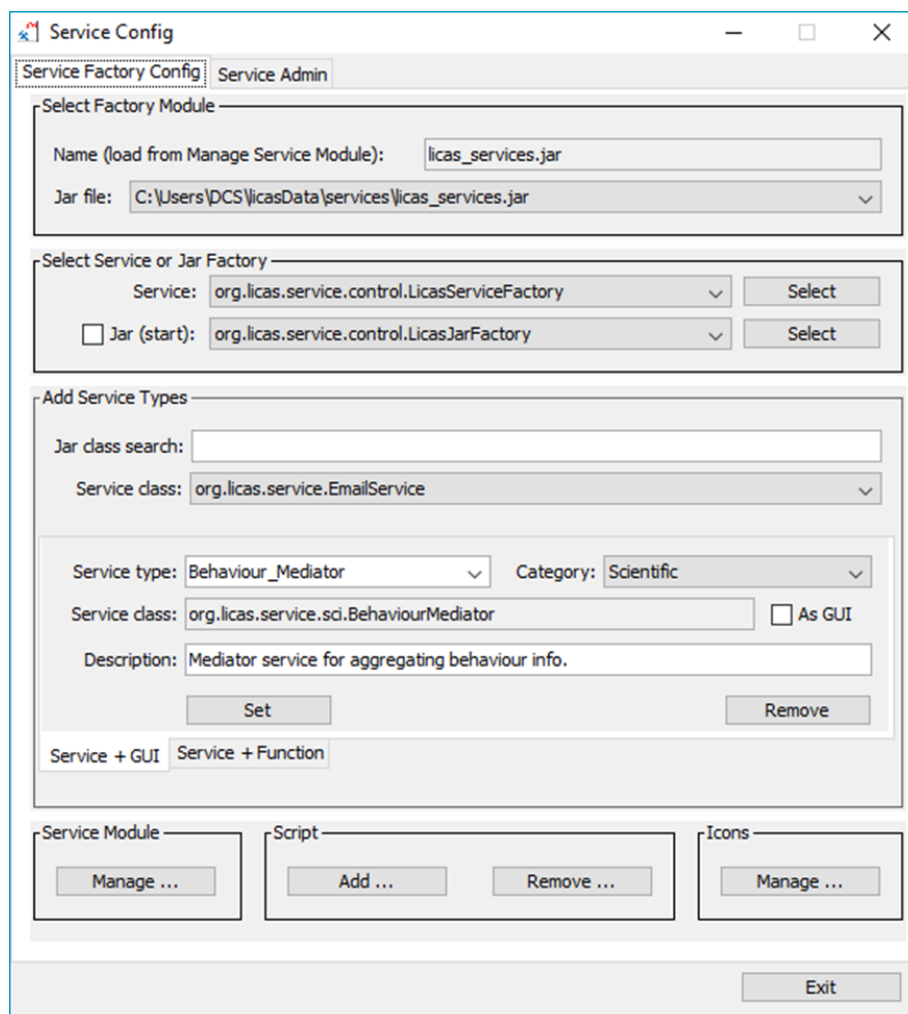 Service Config
Service Factory Config Service Admin
Select Factory Module
Name (load from Manage Service Module): licas_services.jar
Jar file: C:\Users\DCS\licasData\services\licas_services.jar
Select Service or Jar Factory
Service: org.licas.service.control.LicasServiceFactory Select
Jar (start): org.licas.service.control.LicasJarFactory Select
Add Service Types
Jar class search:
Service class: org.licas.service.EmailService
Service type: Behaviour_Mediator Category: Scientific
Service class: org.licas.service.sci.BehaviourMediator As GUI
Description: Mediator service for aggregating behaviour info.
Set Remove
Service + GUI Service + Function
Service Module Script Icons
Manage ... Add ... Remove ... Manage ...
Exit